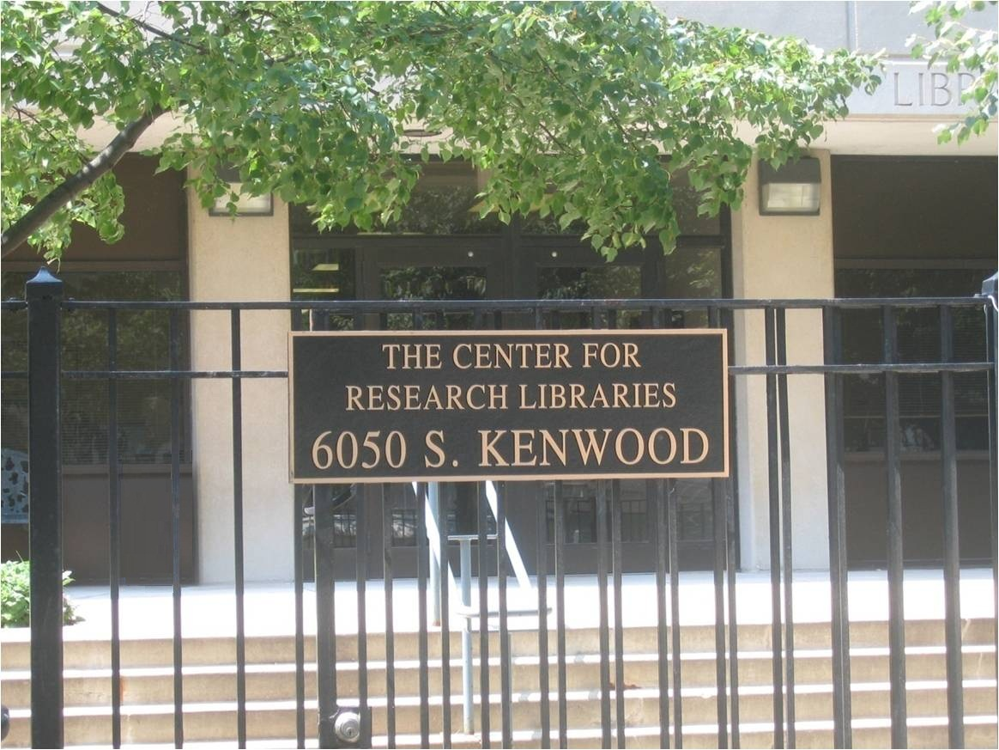 THE CENTER FOR
RESEARCH LIBRARIES
6050 S. KENWOOD